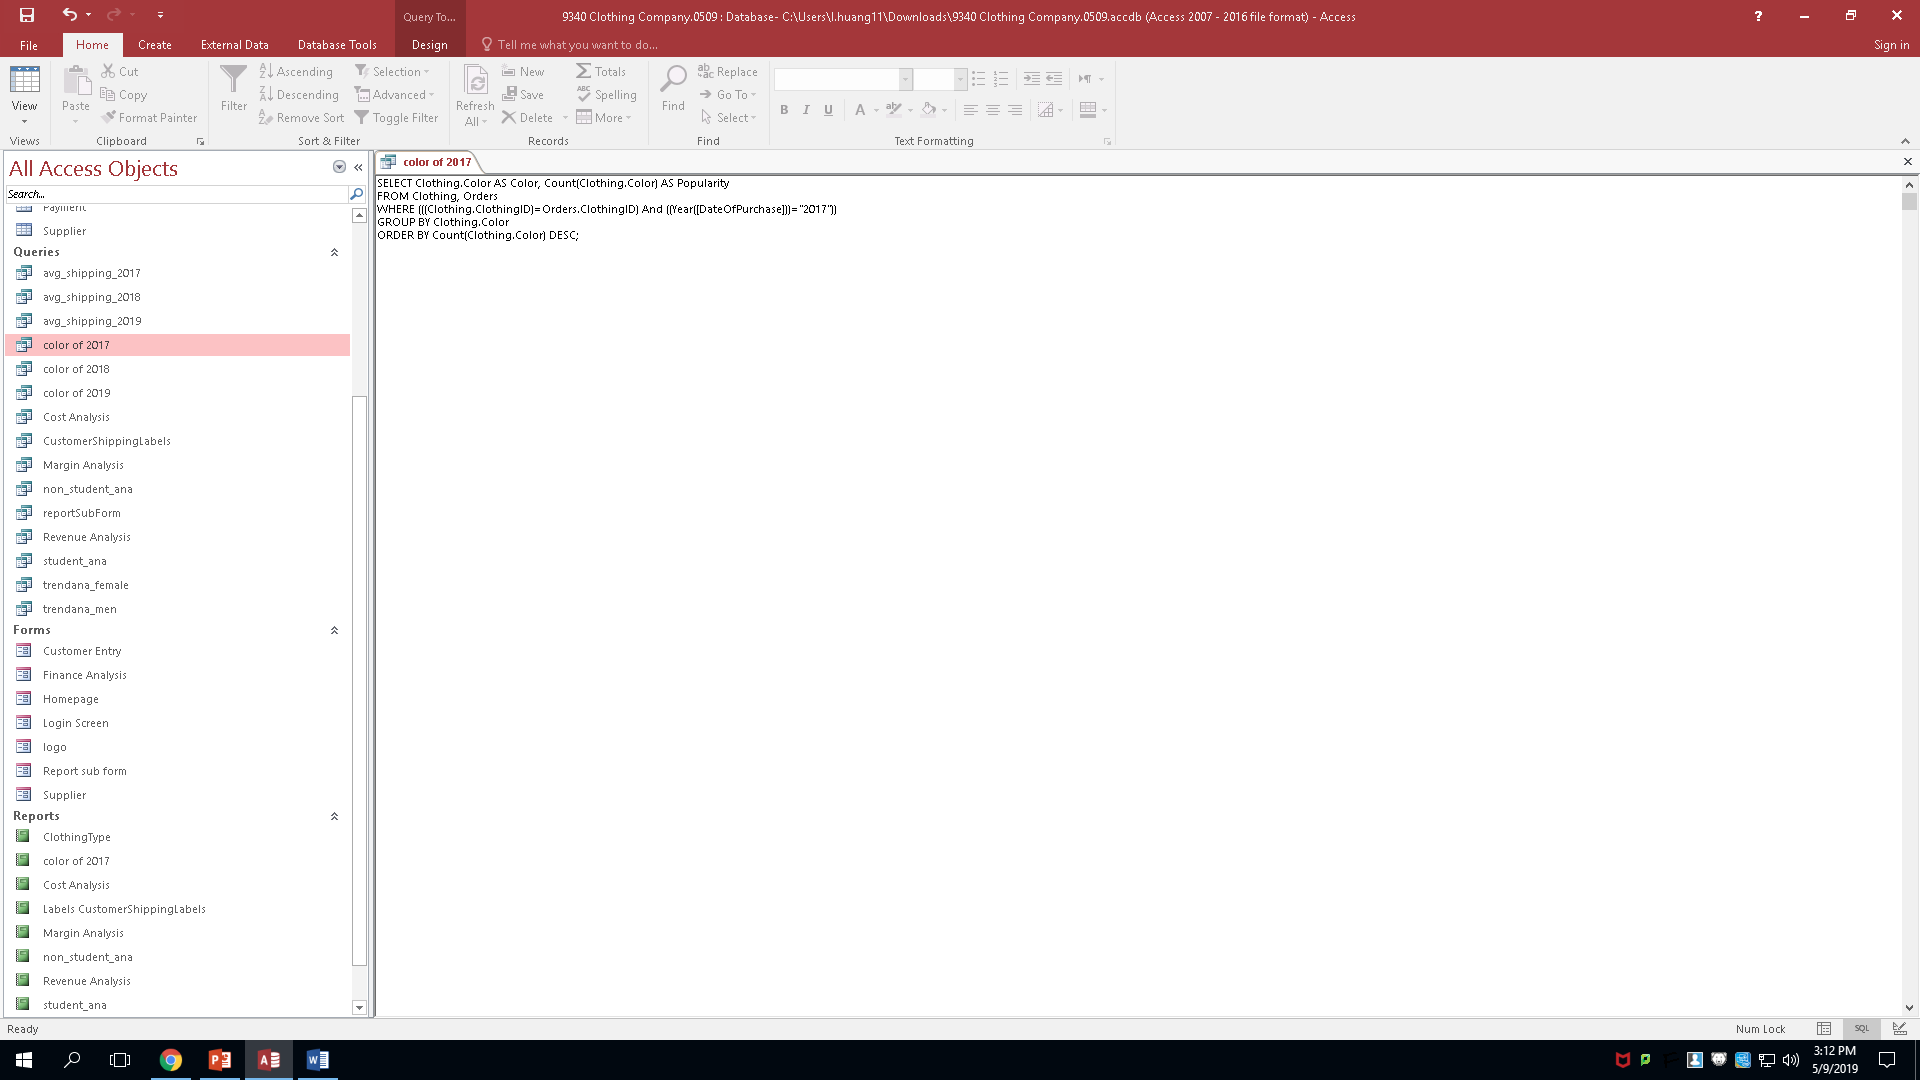 Query To...
9340 Clothing Company.0509 : Database- C:\Users\l.huang11\Downloads\9340 Clothing Company.0509.accdb (Access 2007 - 2016 file format) - Access
?
File
Home
Create
External Data
Database Tools
Design
Tell me what you want to do...
Sign in
View
Views
Paste
Cut
Copy
Format Painter
Clipboard
Filter
Ascending
Descending
Remove Sort
Selection
Advanced
Toggle Filter
Sort & Filter
Refresh
All
New
Save
Delete
Totals
Spelling
More
Records
Find
Replace
Go To
Select
Find
B I U A
Text Formatting
All Access Objects
Search...
Payment
Supplier
Queries
avg_shipping_2017
avg_shipping_2018
avg_shipping_2019
color of 2017
color of 2018
color of 2019
Cost Analysis
CustomerShippingLabels
Margin Analysis
non_student_ana
reportSubForm
Revenue Analysis
student_ana
trendana_female
trendana_men
Forms
Customer Entry
Finance Analysis
Homepage
Login Screen
logo
Report sub form
Supplier
Reports
ClothingType
color of 2017
Cost Analysis
Labels CustomerShippingLabels
Margin Analysis
non_student_ana
Revenue Analysis
student_ana
color of 2017
SELECT Clothing.Color AS Color, Count(Clothing.Color) AS Popularity
FROM Clothing, Orders
WHERE (((Clothing.ClothingID)=Orders.ClothingID) And ((Year([DateOfPurchase]))="2017"))
GROUP BY Clothing.Color
ORDER BY Count(Clothing.Color) DESC;
Ready
Num Lock
SQL
3:12 PM
5/9/2019